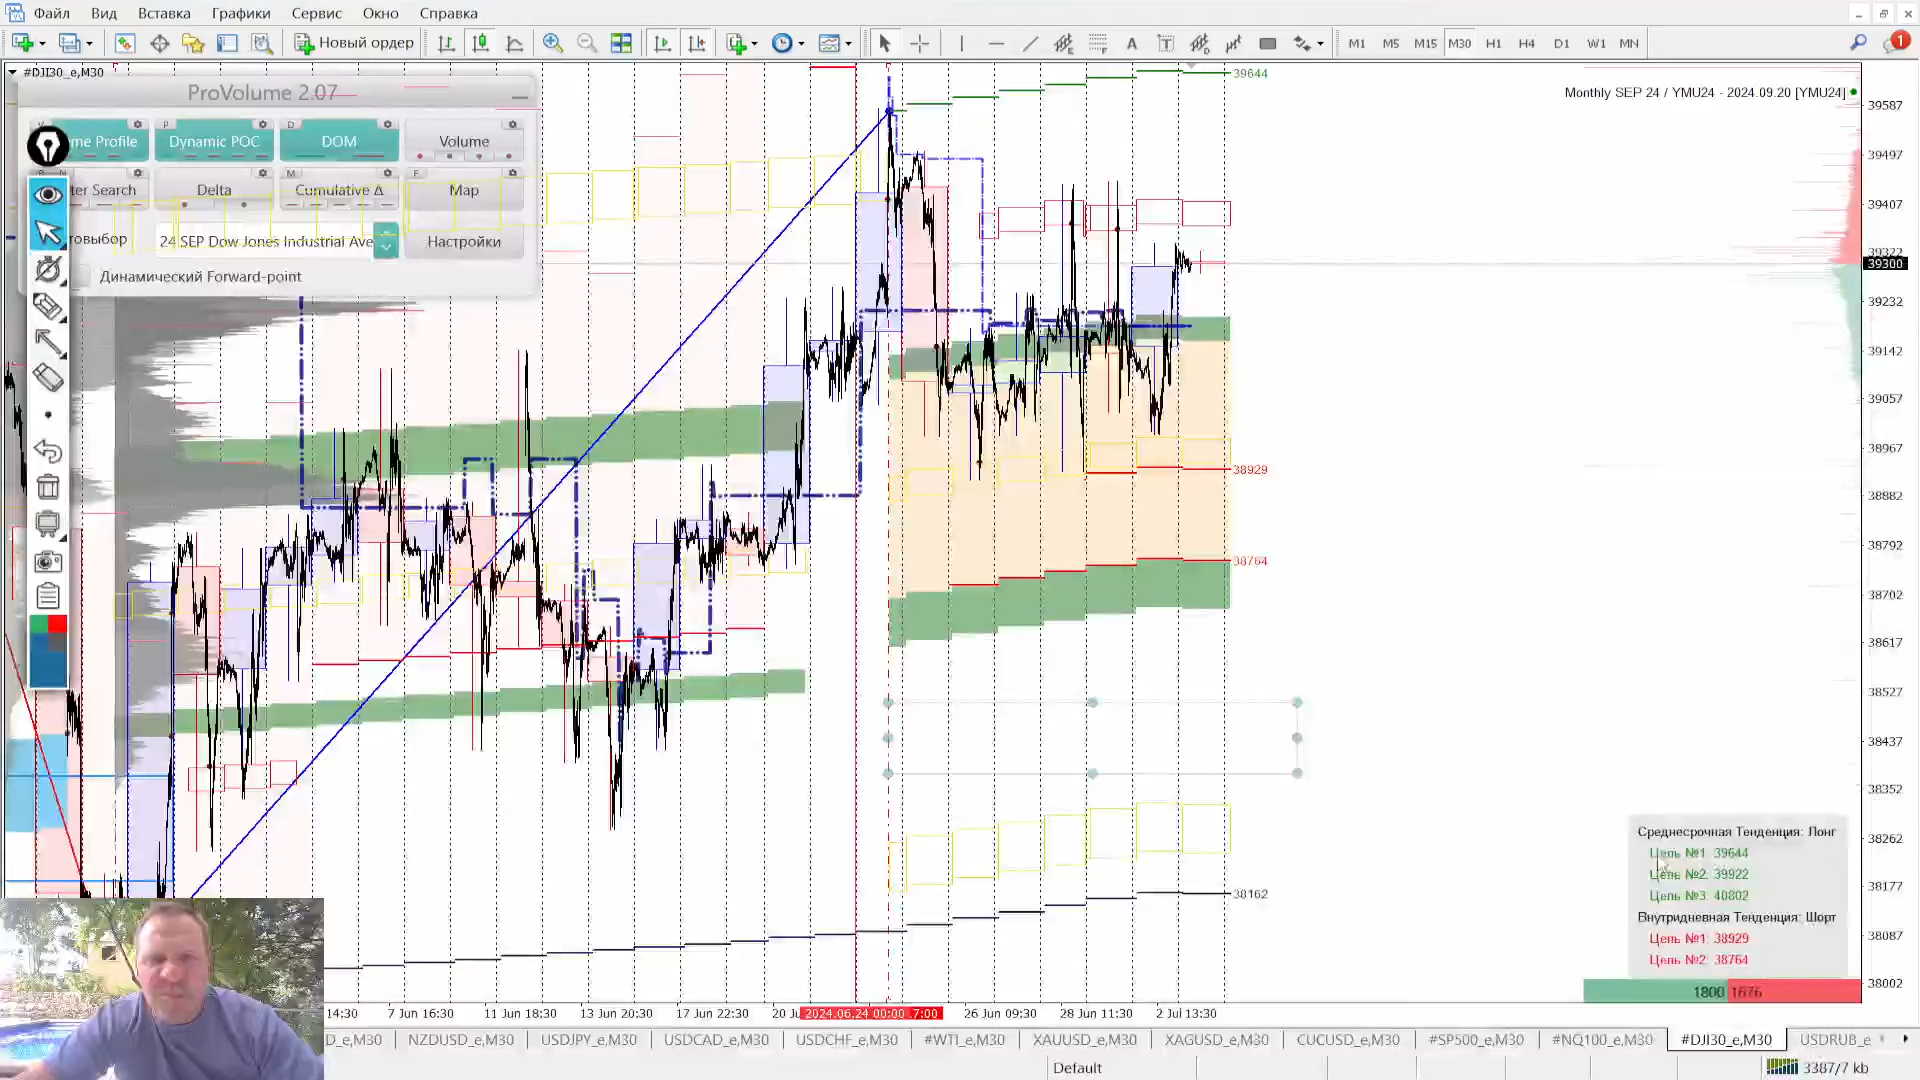 Файл Вид Вставка Графики Сервис Окно Справка
Новый ордер
M1 M5 M15 M30 H1 H4 D1 W1 MN
1
#DJI30_e,M30
ProVolume 2.07
me Profile
P Dynamic POC
D DOM
Volume
ter Search
Delta
M Cumulative Δ
F Map
овыбор
24 SEP Dow Jones Industrial Ave
Настройки
Динамический Forward-point
Monthly SEP 24 / YMU24 - 2024.09.20 [YMU24]
39644
38929
38764
38162
39587
39497
39407
39322
39300
39232
39142
39057
38967
38882
38792
38702
38617
38527
38437
38352
38262
38177
38087
38002
Среднесрочная Тенденция: Лонг
Цель №1: 39644
Цель №2: 39922
Цель №3: 40802
Внутридневная Тенденция: Шорт
Цель №1: 38929
Цель №2: 38764
1800 1676
14:30
7 Jun 16:30
11 Jun 18:30
13 Jun 20:30
17 Jun 22:30
20 J
2024.06.24 00:00
7:00
26 Jun 09:30
28 Jun 11:30
2 Jul 13:30
D_e,M30
NZDUSD_e,M30
USDJPY_e,M30
USDCAD_e,M30
USDCHF_e,M30
#WTI_e,M30
XAUUSD_e,M30
XAGUSD_e,M30
CUCUSD_e,M30
#SP500_e,M30
#NQ100_e,M30
#DJI30_e,M30
USDRUB_e
Default
3387/7 kb